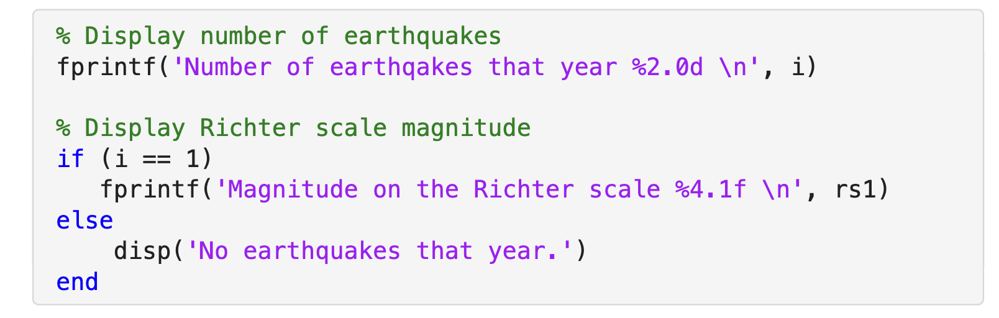 % Display number of earthquakes
fprintf('Number of earthqakes that year %2.0d \n', i)
% Display Richter scale magnitude
if (i == 1)
fprintf('Magnitude on the Richter scale %4.1f \n', rs1)
else
disp('No earthquakes that year.')
end